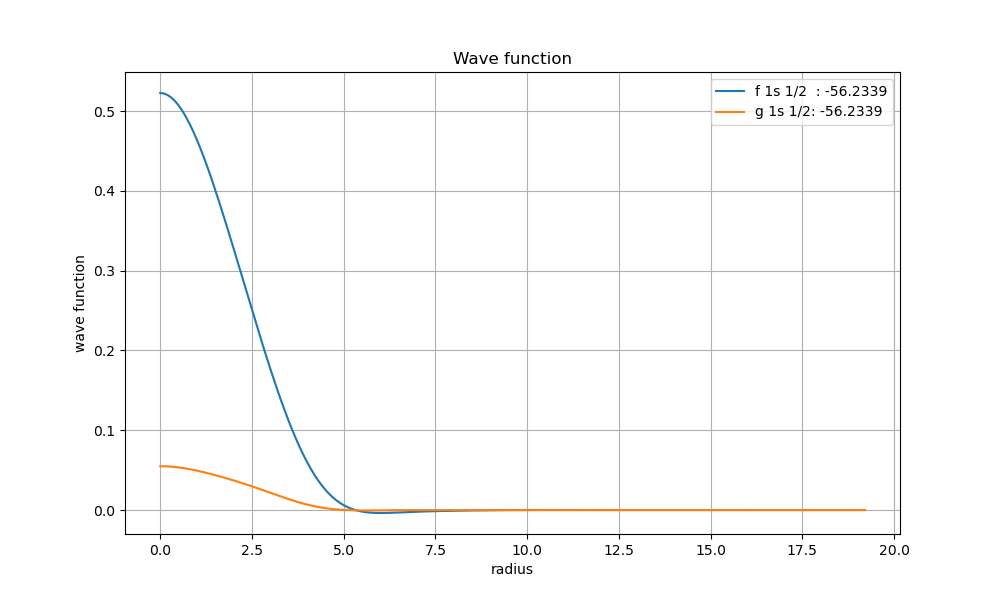 Wave function
f 1s 1/2  : -56.2339
g 1s 1/2: -56.2339
wave function
0.5
0.4
0.3
0.2
0.1
0.0
0.0 2.5 5.0 7.5 10.0 12.5 15.0 17.5 20.0
radius